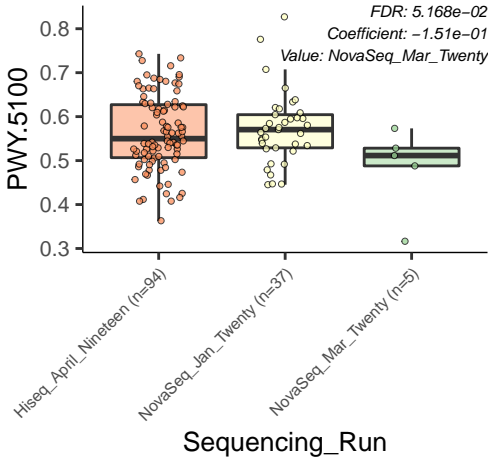 FDR: 5.168e−02
Coefficient: −1.51e−01
Value: NovaSeq_Mar_Twenty
PWY.5100
0.8
0.7
0.6
0.5
0.4
0.3
Hiseq_April_Nineteen (n=94)
NovaSeq_Jan_Twenty (n=37)
NovaSeq_Mar_Twenty (n=5)
Sequencing_Run